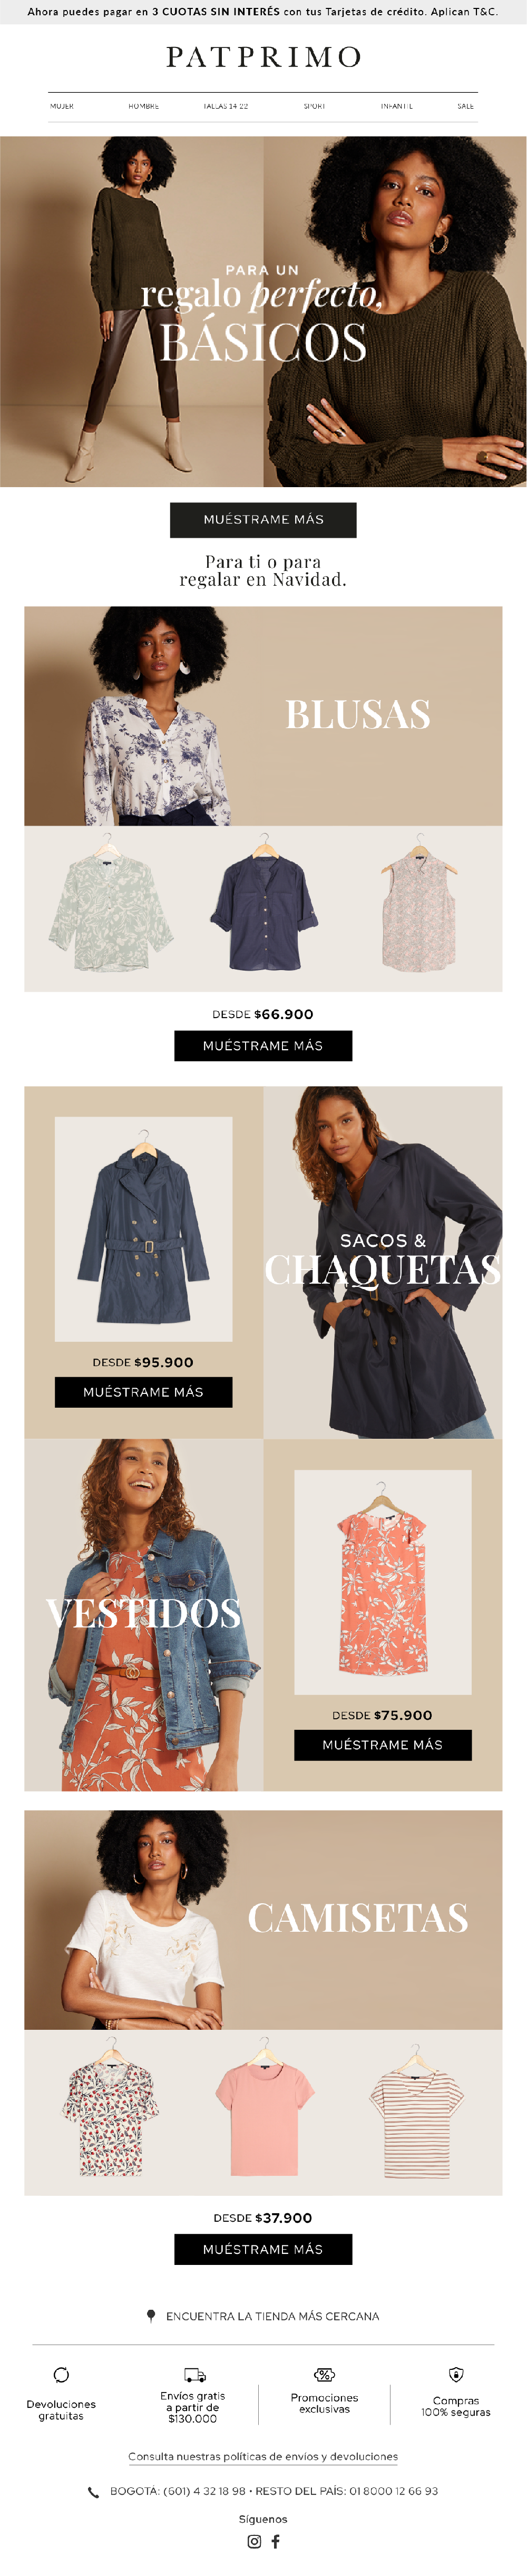 Ahora puedes pagar en 3 CUOTAS SIN INTERÉS con tus Tarjetas de crédito. Aplican T&C.
PATPRIMO
MUJER HOMBRE TALLAS 14-22 SPORT INFANTIL SALE
PARA UN
regalo perfecto,
BÁSICOS
MUÉSTRAME MÁS
Para ti o para
regalar en Navidad.
BLUSAS
DESDE $66.900
MUÉSTRAME MÁS
SACOS &
CHAQUETAS
DESDE $95.900
MUÉSTRAME MÁS
VESTIDOS
DESDE $75.900
MUÉSTRAME MÁS
CAMISETAS
DESDE $37.900
MUÉSTRAME MÁS
ENCUENTRA LA TIENDA MÁS CERCANA
Devoluciones
gratuitas
Envíos gratis
a partir de
$130.000
Promociones
exclusivas
Compras
100% seguras
Consulta nuestras políticas de envíos y devoluciones
BOGOTÁ: (601) 4 32 18 98 • RESTO DEL PAÍS: 01 8000 12 66 93
Síguenos